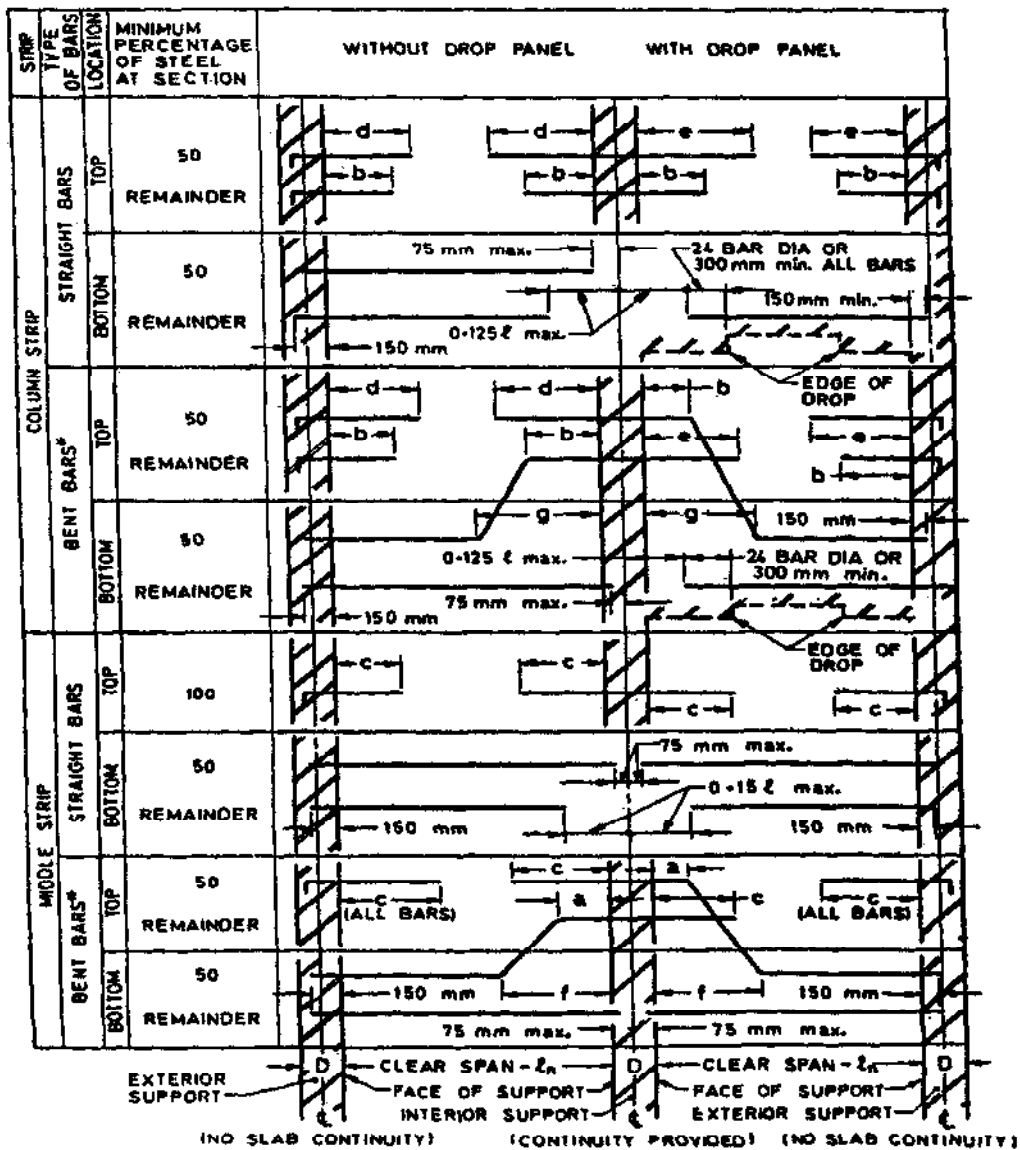 STRIP
TYPE OF BARS
LOCATION
MINIMUM
PERCENTAGE
OF STEEL
AT SECTION
WITHOUT DROP PANEL WITH DROP PANEL
COLUMN STRIP
STRAIGHT BARS
TOP
50
REMAINDER
d d e e
b b b b
BOTTOM
50
REMAINDER
75 mm max.
24 BAR DIA OR
300 mm min. ALL BARS
150 mm min.
0.125 ℓ max.
150 mm
EDGE OF
DROP
BENT BARS*
TOP
50
REMAINDER
d d b
b b e e
b
BOTTOM
50
REMAINDER
g g 150 mm
0.125 ℓ max. 24 BAR DIA OR
300 mm min.
75 mm max.
150 mm
EDGE OF
DROP
MIDDLE STRIP
STRAIGHT BARS
TOP
100
c c
c c
BOTTOM
50
REMAINDER
75 mm max.
0.15 ℓ max.
150 mm 150 mm
BENT BARS*
TOP
50
REMAINDER
c a
c a c c
(ALL BARS) (ALL BARS)
BOTTOM
50
REMAINDER
150 mm f f 150 mm
75 mm max. 75 mm max.
D CLEAR SPAN - ℓn D CLEAR SPAN - ℓn D
EXTERIOR
SUPPORT
FACE OF SUPPORT FACE OF SUPPORT
INTERIOR SUPPORT EXTERIOR SUPPORT
℄ ℄ ℄
(NO SLAB CONTINUITY) (CONTINUITY PROVIDED) (NO SLAB CONTINUITY)